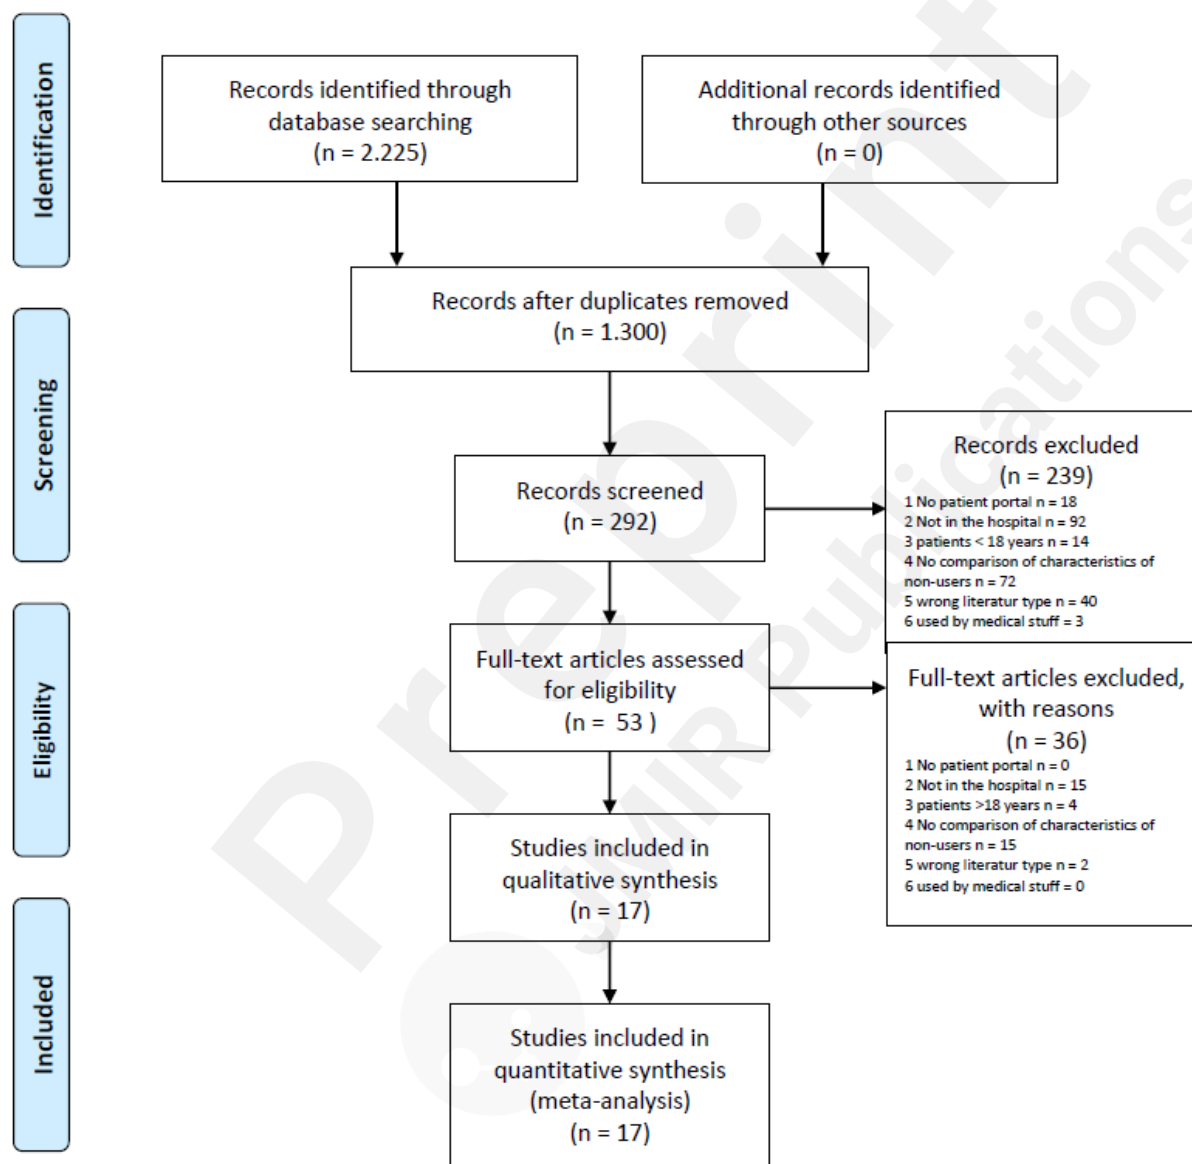 Identification
Records identified through
database searching
(n = 2.225)
Additional records identified
through other sources
(n = 0)
Records after duplicates removed
(n = 1.300)
Screening
Records screened
(n = 292)
Records excluded
(n = 239)
1 No patient portal n = 18
2 Not in the hospital n = 92
3 patients < 18 years n = 14
4 No comparison of characteristics of
non-users n = 72
5 wrong literatur type n = 40
6 used by medical stuff = 3
Eligibility
Full-text articles assessed
for eligibility
(n = 53 )
Full-text articles excluded,
with reasons
(n = 36)
1 No patient portal n = 0
2 Not in the hospital n = 15
3 patients >18 years n = 4
4 No comparison of characteristics of
non-users n = 15
5 wrong literatur type n = 2
6 used by medical stuff = 0
Studies included in
qualitative synthesis
(n = 17)
Included
Studies included in
quantitative synthesis
(meta-analysis)
(n = 17)
Preprint
JMIR Publications